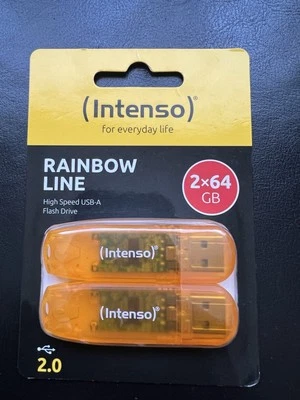 (intenso)®
for everyday life
RAINBOW
LINE
High Speed USB-A
Flash Drive
2×64
GB
(intenso)®
(intenso)®
2.0